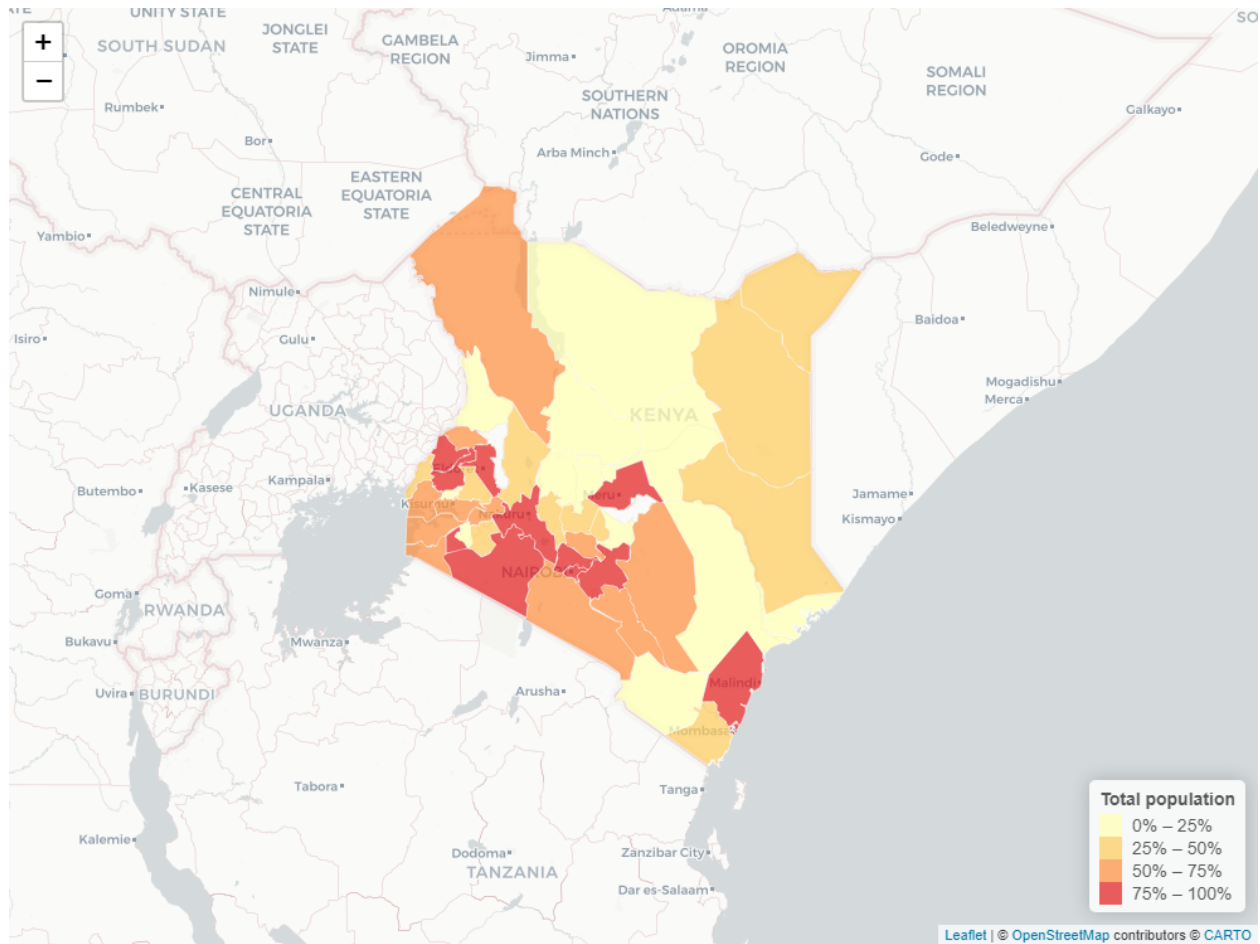 UNITY STATE
SO
+
JONGLEI
STATE
GAMBELA
REGION
SOUTH SUDAN
Jimma
OROMIA
REGION
SOMALI
REGION
−
SOUTHERN
NATIONS
Rumbek
Galkayo
Bor
Arba Minch
Gode
EASTERN
EQUATORIA
STATE
CENTRAL
EQUATORIA
STATE
Yambio
Beledweyne
Nimule
Isiro
Gulu
Baidoa
Mogadishu
Merca
UGANDA
KENYA
Kampala
Kasese
Butembo
Meru
Jamame
Kisumu
Nakuru
Kismayo
NAIROBI
Goma
RWANDA
Bukavu
Mwanza
Malindi
Uvira
BURUNDI
Arusha
Mombasa
Tabora
Tanga
Kalemie
Dodoma
Zanzibar City
TANZANIA
Dar es-Salaam
Total population
0% – 25%
25% – 50%
50% – 75%
75% – 100%
Leaflet | © OpenStreetMap contributors © CARTO